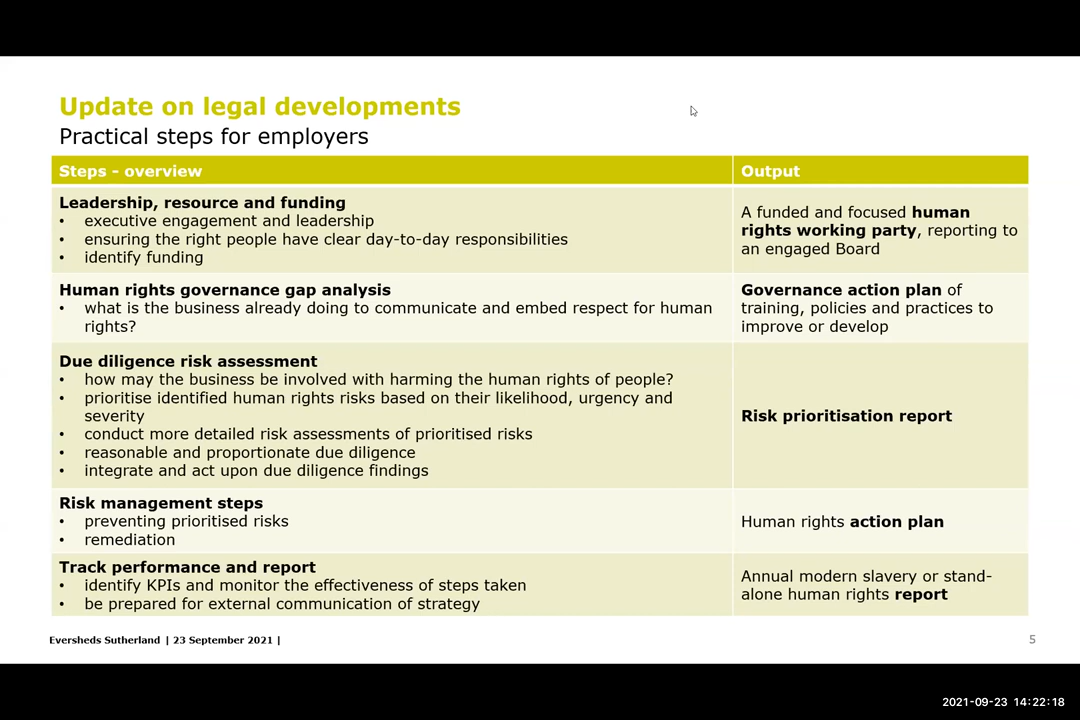 Update on legal developments
Practical steps for employers
Steps - overview
Output
Leadership, resource and funding
• executive engagement and leadership
• ensuring the right people have clear day-to-day responsibilities
• identify funding
A funded and focused human
rights working party, reporting to
an engaged Board
Human rights governance gap analysis
• what is the business already doing to communicate and embed respect for human
rights?
Governance action plan of
training, policies and practices to
improve or develop
Due diligence risk assessment
• how may the business be involved with harming the human rights of people?
• prioritise identified human rights risks based on their likelihood, urgency and
severity
• conduct more detailed risk assessments of prioritised risks
• reasonable and proportionate due diligence
• integrate and act upon due diligence findings
Risk prioritisation report
Risk management steps
• preventing prioritised risks
• remediation
Human rights action plan
Track performance and report
• identify KPIs and monitor the effectiveness of steps taken
• be prepared for external communication of strategy
Annual modern slavery or stand-
alone human rights report
Eversheds Sutherland | 23 September 2021 |
5
2021-09-23 14:22:18